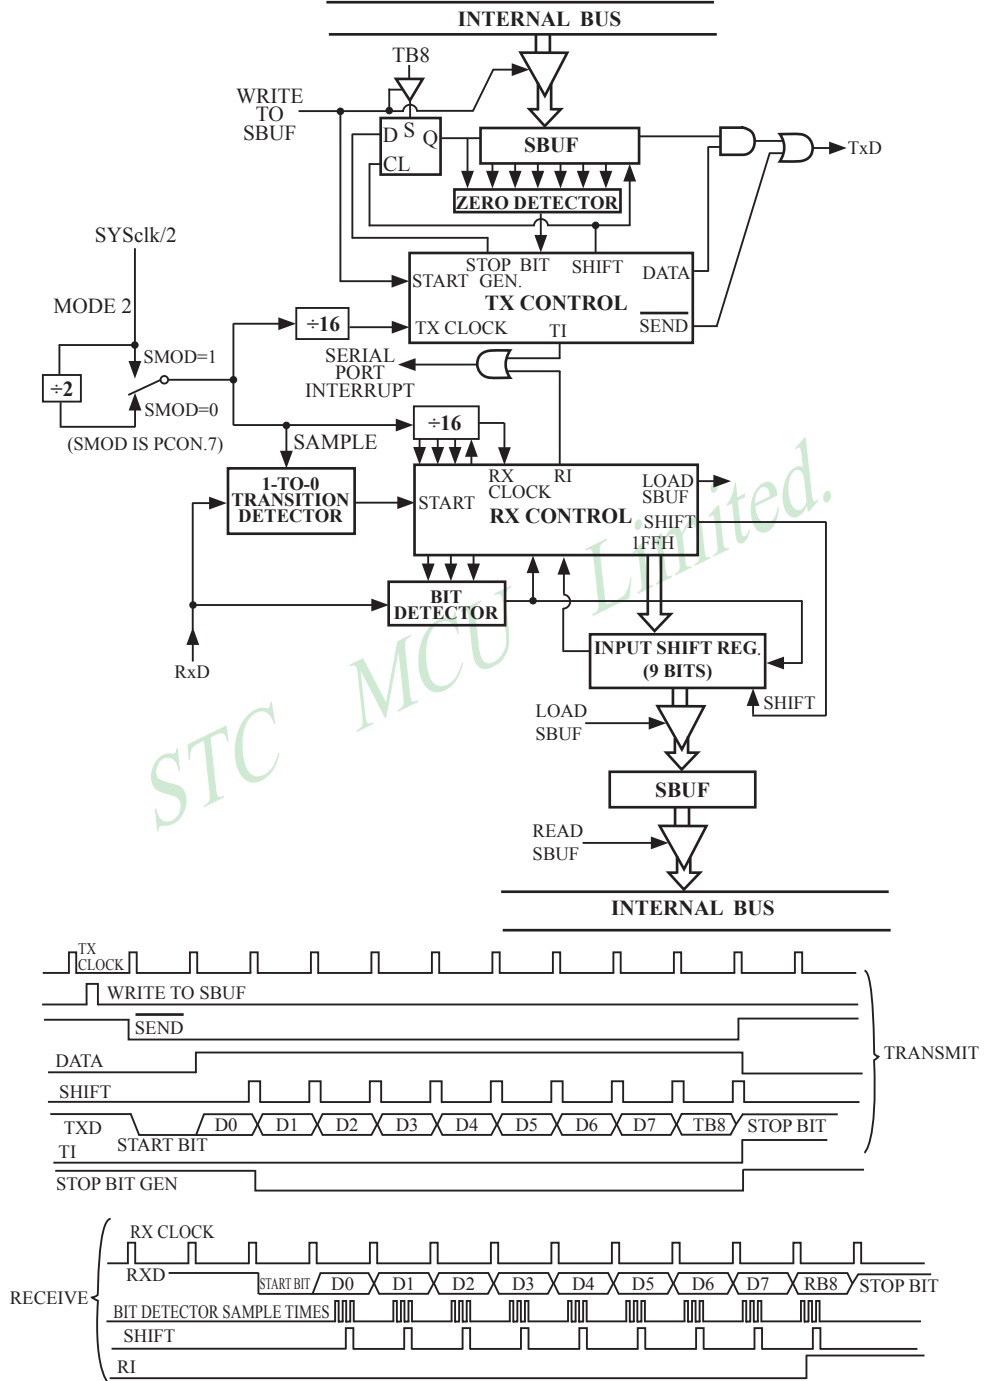 INTERNAL BUS
TB8
WRITE
TO
SBUF
D S Q
CL
SBUF
TxD
ZERO DETECTOR
SYSclk/2
STOP BIT SHIFT
START GEN. DATA
TX CONTROL
MODE 2
÷16
TX CLOCK TI SEND
SERIAL
PORT
INTERRUPT
SMOD=1
÷2
SMOD=0
(SMOD IS PCON.7)
÷16
SAMPLE
1-TO-0
TRANSITION
DETECTOR
RX RI LOAD
CLOCK SBUF
START
RX CONTROL SHIFT
1FFH
BIT
DETECTOR
RxD
INPUT SHIFT REG.
(9 BITS)
SHIFT
LOAD
SBUF
SBUF
READ
SBUF
INTERNAL BUS
STC MCU Limited.
TX
CLOCK
WRITE TO SBUF
SEND
TRANSMIT
DATA
SHIFT
TXD D0 D1 D2 D3 D4 D5 D6 D7 TB8 STOP BIT
START BIT
TI
STOP BIT GEN
RX CLOCK
RXD START BIT D0 D1 D2 D3 D4 D5 D6 D7 RB8 STOP BIT
RECEIVE
BIT DETECTOR SAMPLE TIMES
SHIFT
RI